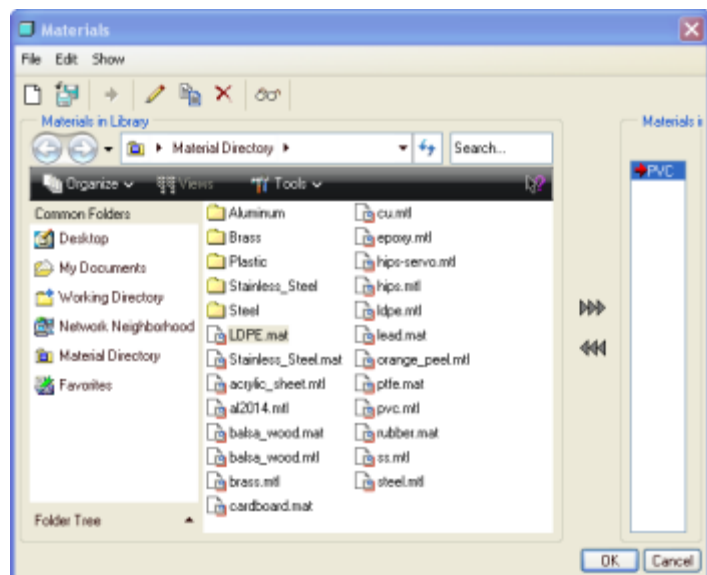 Materials
File Edit Show
Materials in Library
Materials i
Material Directory
Search...
Organize
Views
Tools
PVC
Common Folders
Desktop
My Documents
Working Directory
Network Neighborhood
Material Directory
Favorites
Folder Tree
Aluminum
Brass
Plastic
Stainless_Steel
Steel
LDPE.mat
Stainless_Steel.mat
acrylic_sheet.mtl
al2014.mtl
balsa_wood.mat
balsa_wood.mtl
brass.mtl
cardboard.mat
cu.mtl
epoxy.mtl
hips-servo.mtl
hips.mtl
ldpe.mtl
lead.mat
orange_peel.mtl
ptfe.mat
pvc.mtl
rubber.mat
ss.mtl
steel.mtl
OK
Cancel